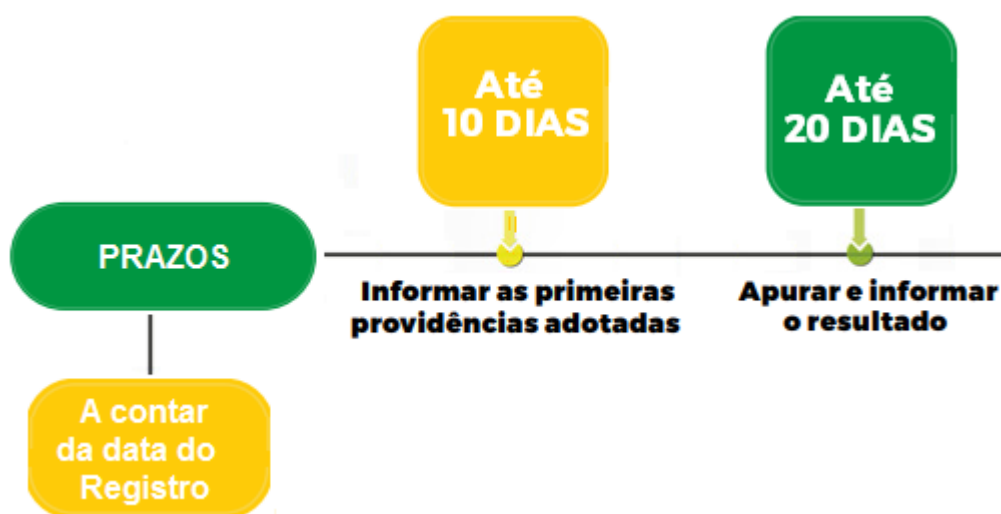 Até
10 DIAS
Até
20 DIAS
PRAZOS
Informar as primeiras
providências adotadas
Apurar e informar
o resultado
A contar
da data do
Registro